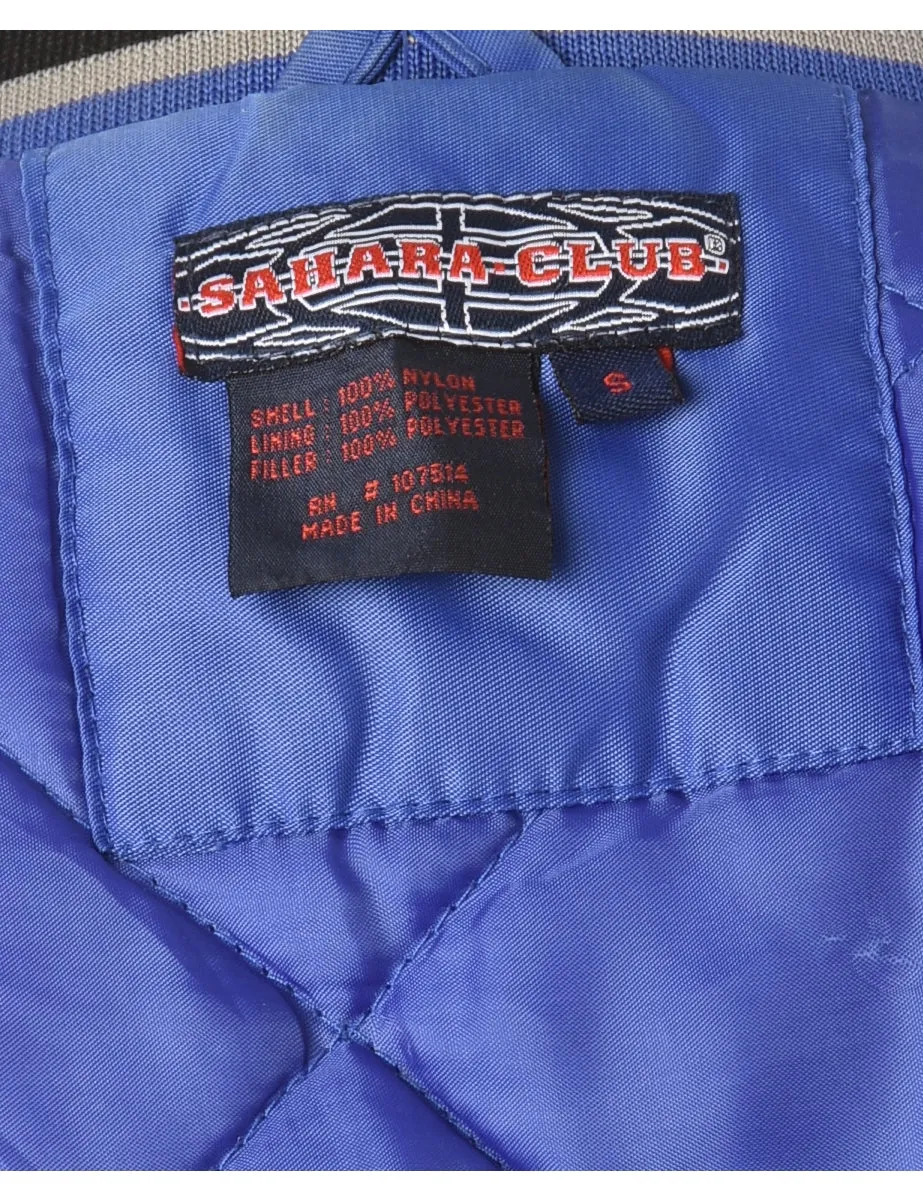 ·SAHARA·CLUB·®
S
SHELL : 100% NYLON
LINING : 100% POLYESTER
FILLER : 100% POLYESTER
RN # 107514
MADE IN CHINA